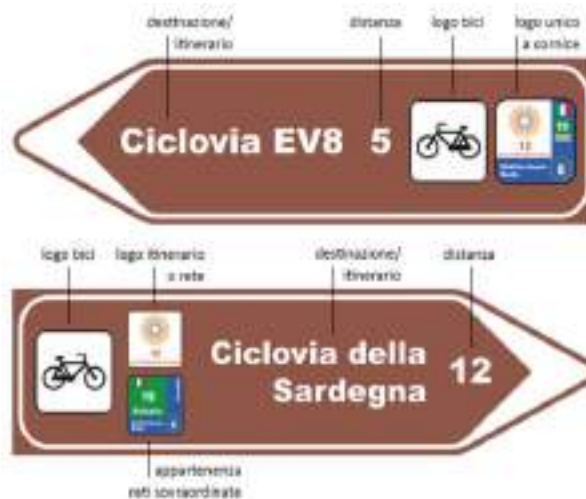 destinazione/
itinerario
distanza
logo bici
logo unico
a cornice
Ciclovia EV8 5
12
logo bici
logo itinerario
o rete
destinazione/
itinerario
distanza
Ciclovia della
Sardegna
12
appartenenza
reti sovraordinate